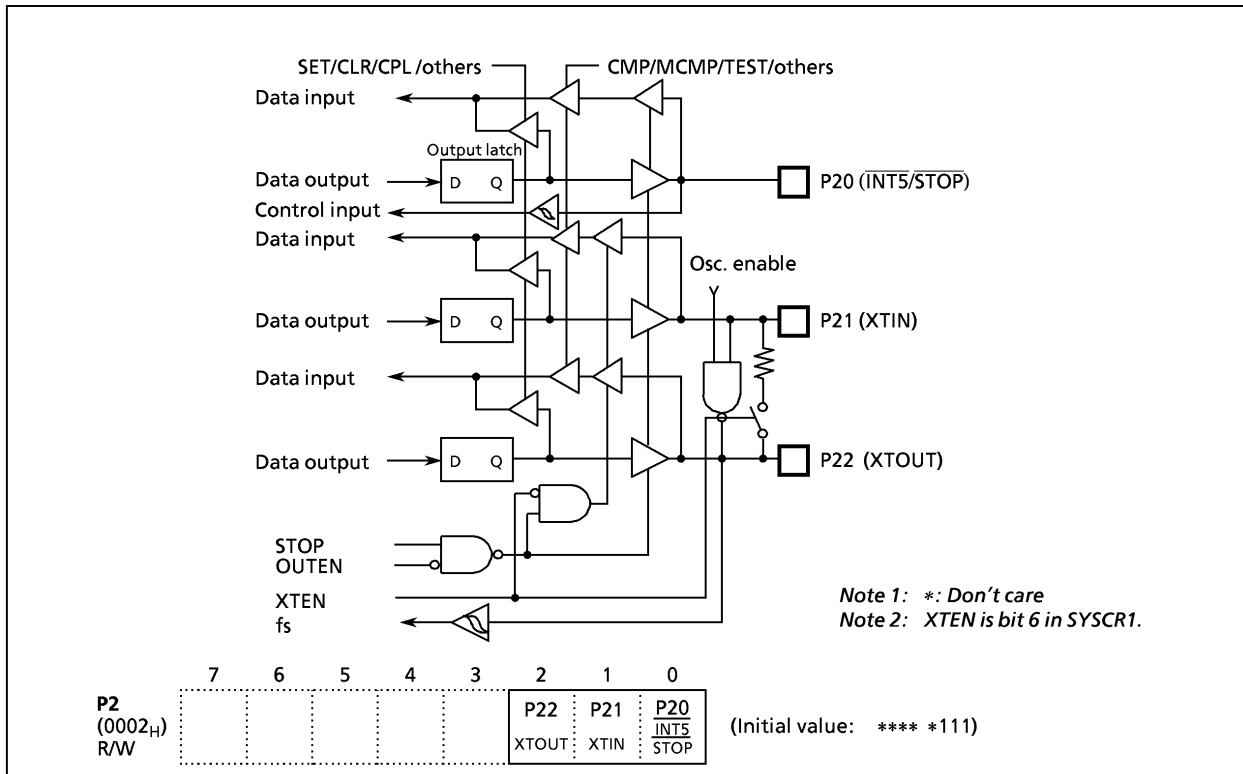 SET/CLR/CPL /others CMP/MCMP/TEST/others
Data input
Output latch
Data output D Q P20 (INT5/STOP)
Control input
Data input
Osc. enable
Data output D Q P21 (XTIN)
Data input
Data output D Q P22 (XTOUT)
STOP
OUTEN
XTEN
fs
Note 1: *: Don't care
Note 2: XTEN is bit 6 in SYSCR1.
7 6 5 4 3 2 1 0
P2
(0002H)
R/W
P22 P21 P20
INT5
XTOUT XTIN STOP
(Initial value: **** *111)